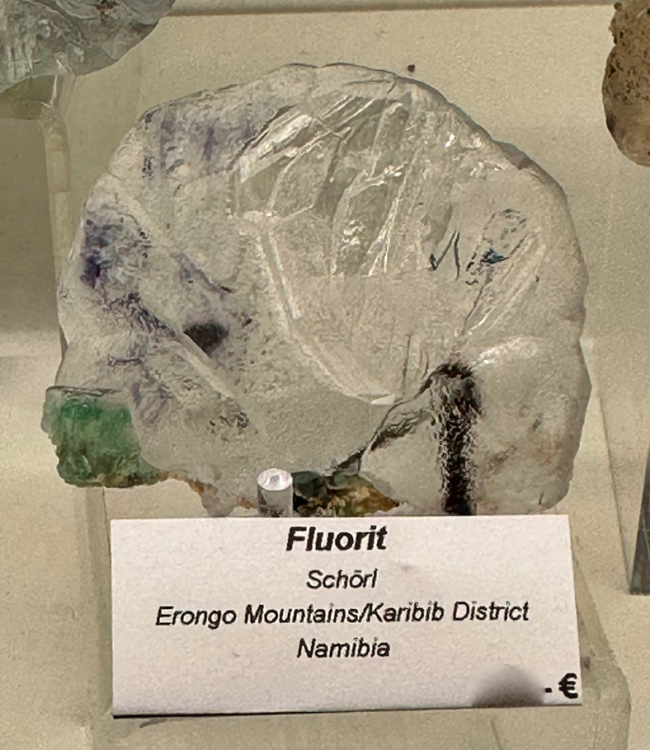 Fluorit
Schörl
Erongo Mountains/Karibib District
Namibia
.- €